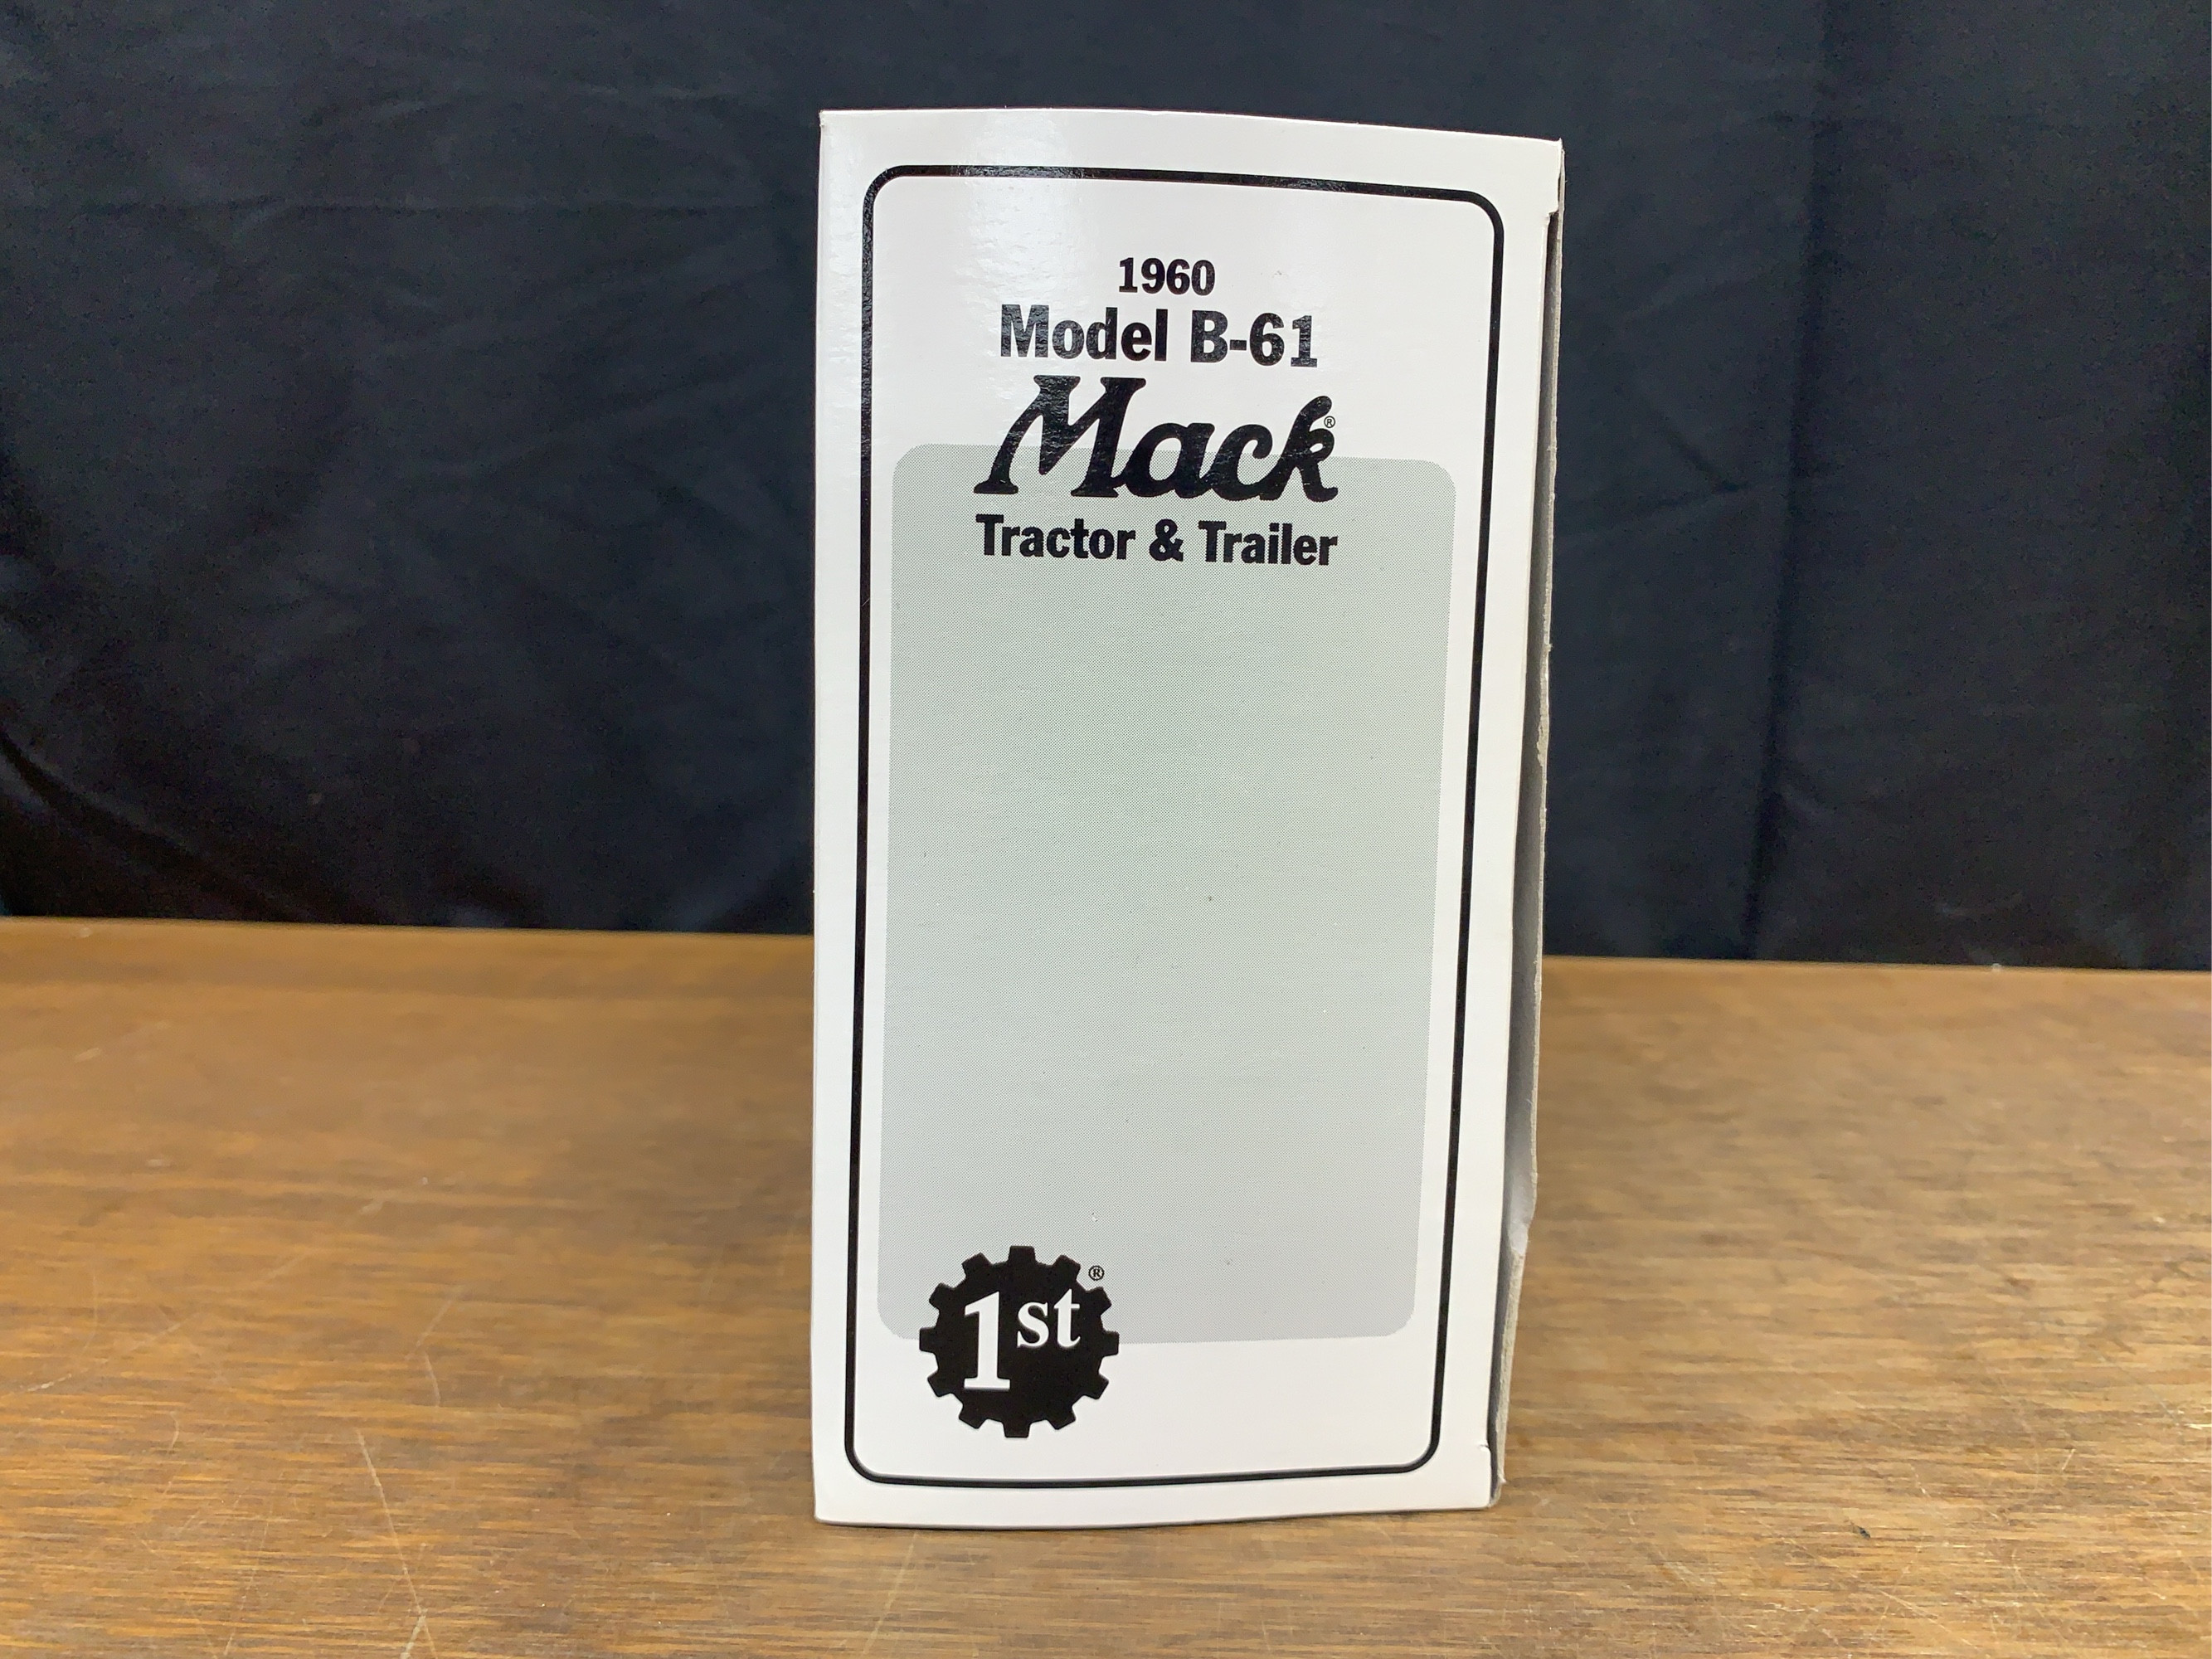 1960
Model B-61
Mack®
Tractor & Trailer
1st®